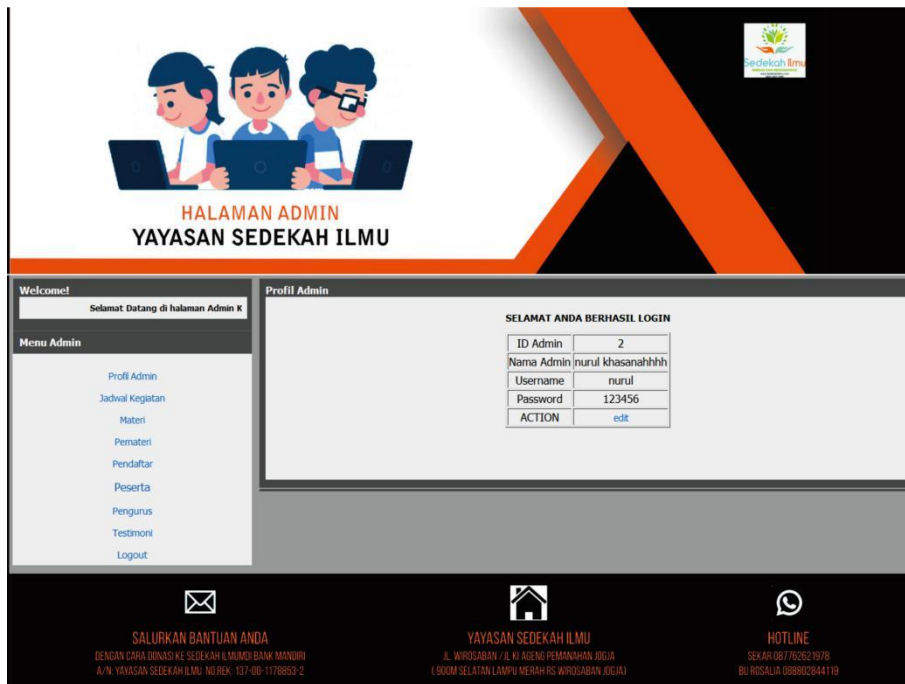 Sedekah Ilmu
HALAMAN ADMIN
YAYASAN SEDEKAH ILMU
Welcome!
Selamat Datang di halaman Admin K
Menu Admin
Profil Admin
Jadwal Kegiatan
Materi
Pemateri
Pendaftar
Peserta
Pengurus
Testimoni
Logout
Profil Admin
SELAMAT ANDA BERHASIL LOGIN
ID Admin 2
Nama Admin nurul khasanahhhh
Username nurul
Password 123456
ACTION edit
SALURKAN BANTUAN ANDA
DENGAN CARA DONASI KE SEDEKAH ILMUMDI BANK MANDIRI
A/N: YAYASAN SEDEKAH ILMU NO.REK: 137-00-1178853-2
YAYASAN SEDEKAH ILMU
JL. WIROSABAN / JL KI AGENG PEMANAHAN JOGJA
( 900M SELATAN LAMPU MERAH RS WIROSABAN JOGJA)
HOTLINE
SEKAR 087762621978
BU ROSALIA 088802844119